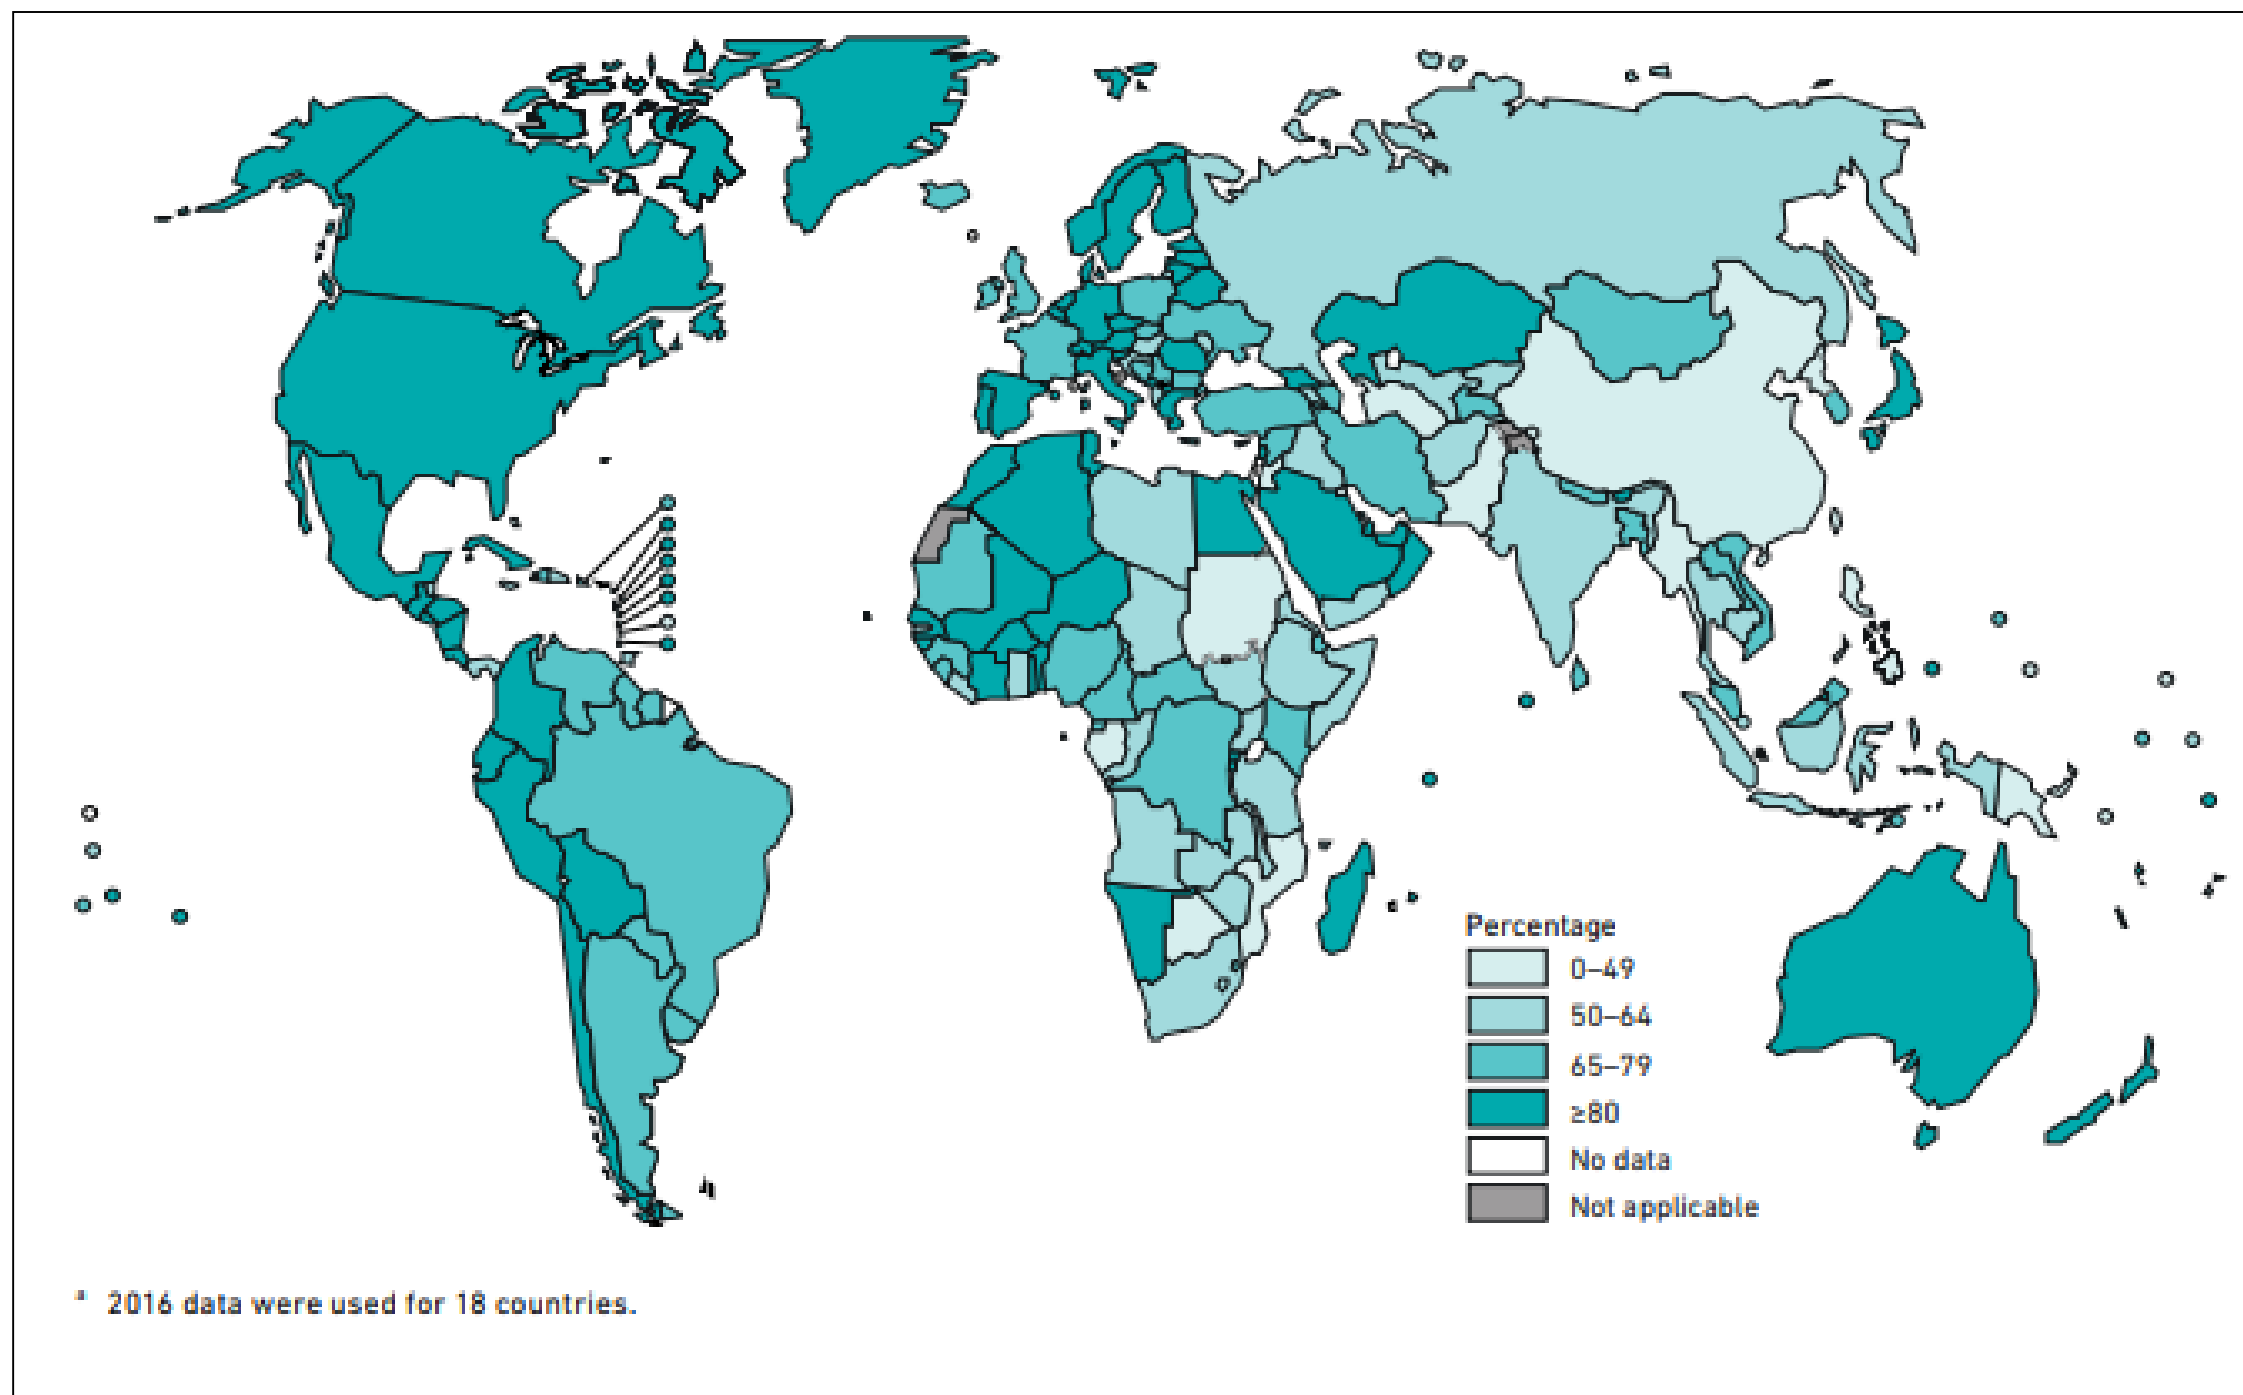 Percentage
0–49
50–64
65–79
≥80
No data
Not applicable
ᵃ 2016 data were used for 18 countries.